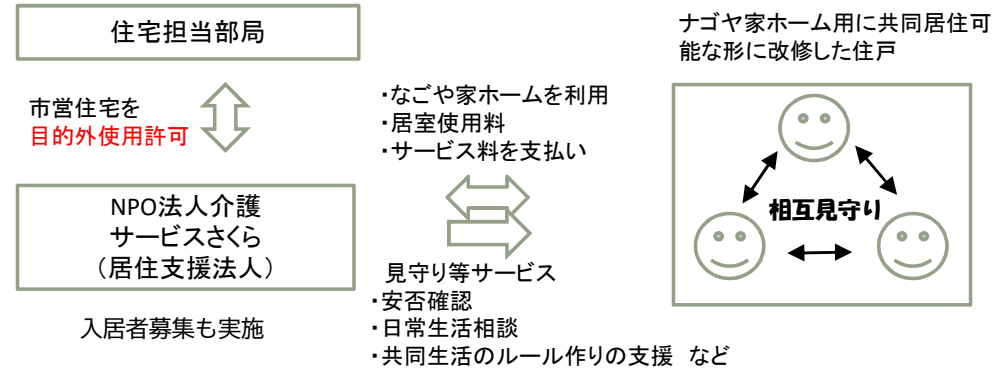 住宅担当部局
市営住宅を
目的外使用許可
NPO法人介護
サービスさくら
（居住支援法人）
入居者募集も実施
・なごや家ホームを利用
・居室使用料
・サービス料を支払い
見守り等サービス
・安否確認
・日常生活相談
・共同生活のルール作りの支援　など
ナゴヤ家ホーム用に共同居住可
能な形に改修した住戸
相互見守り